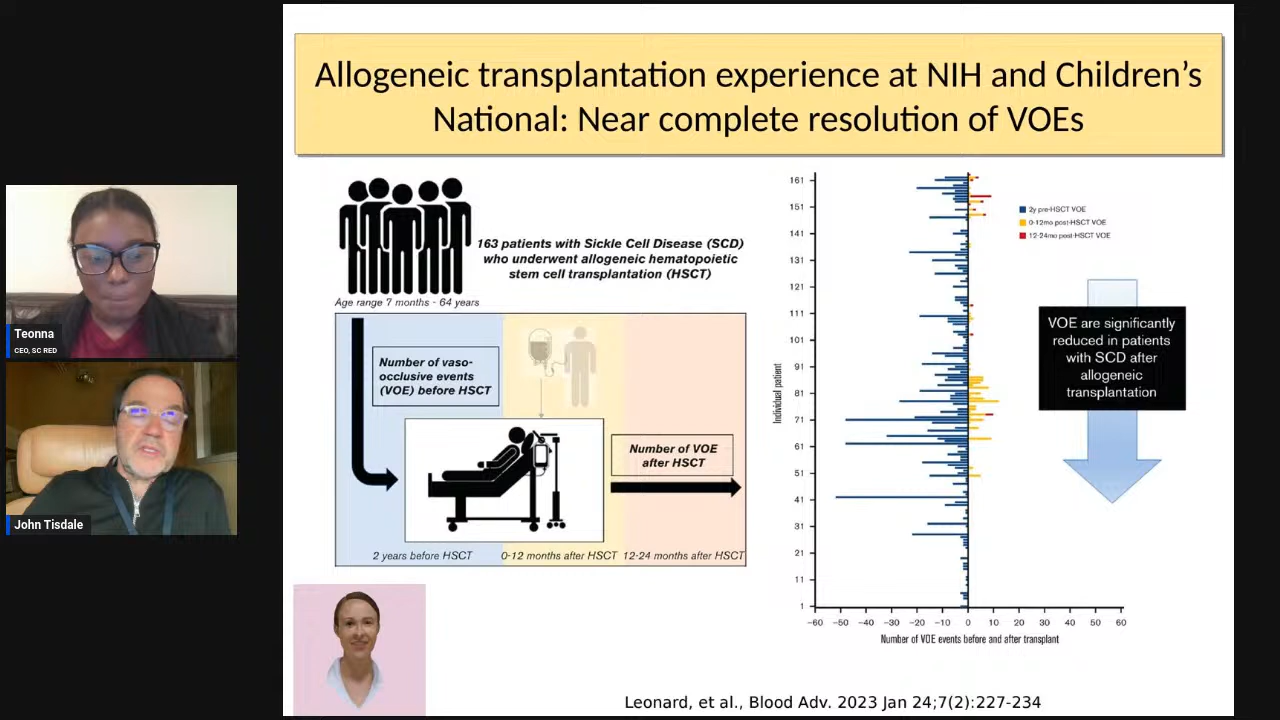 Allogeneic transplantation experience at NIH and Children's
National: Near complete resolution of VOEs
163 patients with Sickle Cell Disease (SCD)
who underwent allogeneic hematopoietic
stem cell transplantation (HSCT)
Age range 7 months - 64 years
Number of vaso-
occlusive events
(VOE) before HSCT
Number of VOE
after HSCT
2 years before HSCT
0-12 months after HSCT
12-24 months after HSCT
Individual patient
161
151
141
131
121
111
101
91
81
71
61
51
41
31
21
11
1
−60 −50 −40 −30 −20 −10 0 10 20 30 40 50 60
Number of VOE events before and after transplant
2y pre-HSCT VOE
0-12mo post-HSCT VOE
12-24mo post-HSCT VOE
VOE are significantly
reduced in patients
with SCD after
allogeneic
transplantation
Leonard, et al., Blood Adv. 2023 Jan 24;7(2):227-234
Teonna
CEO, SC RED
John Tisdale